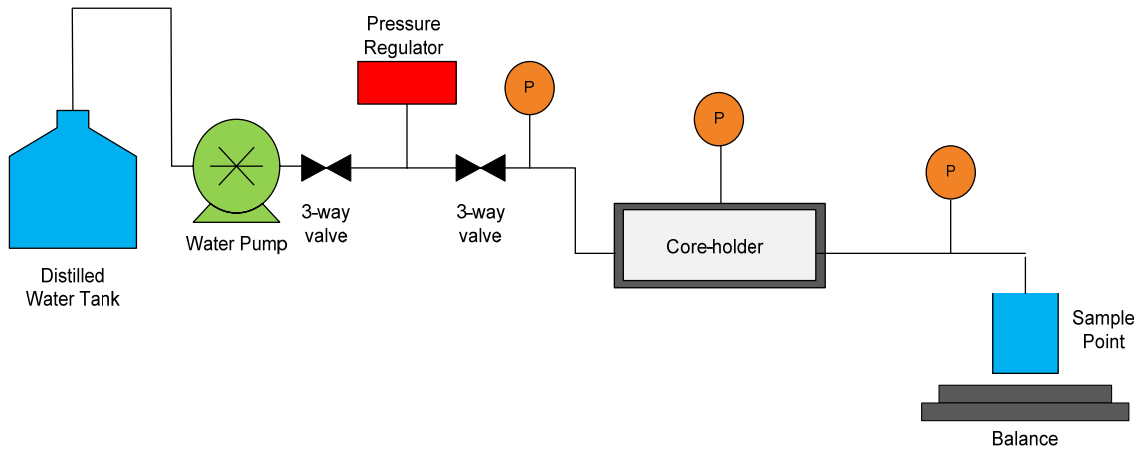 Pressure
Regulator
P
P
P
3-way
valve
3-way
valve
Water Pump
Core-holder
Distilled
Water Tank
Sample
Point
Balance